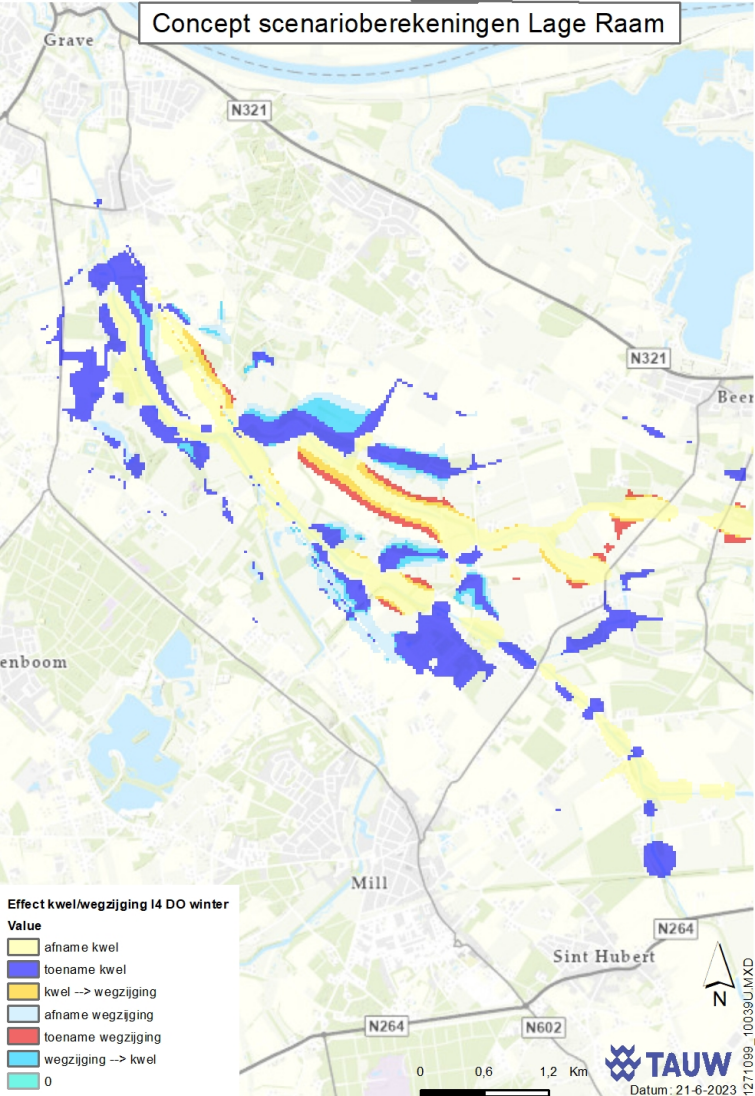 Concept scenarioberekeningen Lage Raam
Grave
N321
N321
Beer
enboom
Mill
Sint Hubert
N264
N264
N602
Effect kwel/wegzijging I4 DO winter
Value
afname kwel
toename kwel
kwel --> wegzijging
afname wegzijging
toename wegzijging
wegzijging --> kwel
0
0 0,6 1,2 Km
N
TAUW
Datum: 21-6-2023
1271099_10039U.MXD